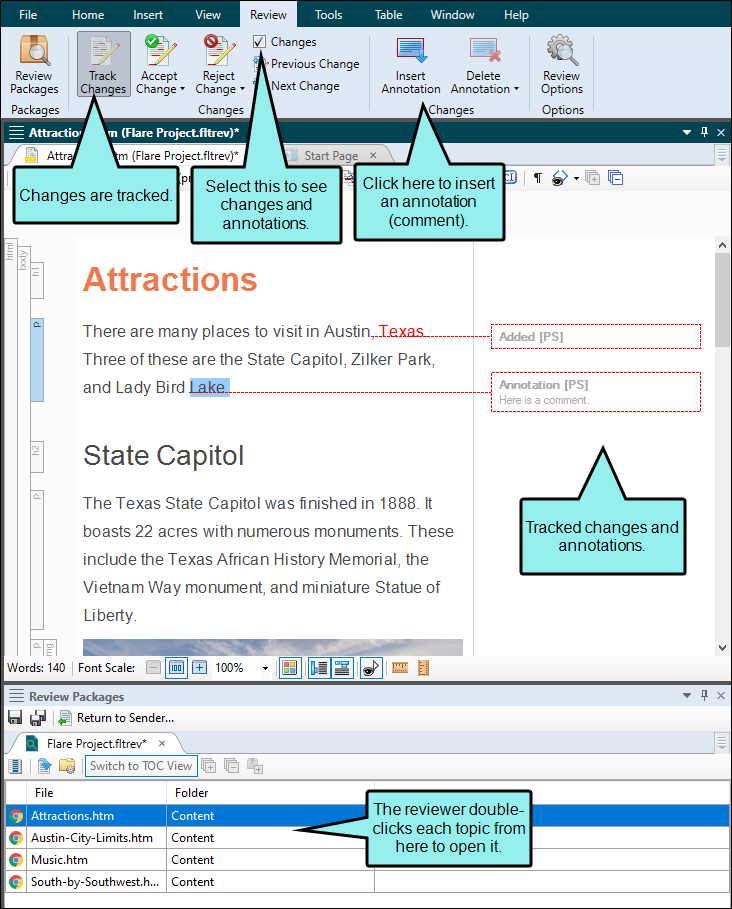 File Home Insert View Review Tools Table Window Help
Review Packages
Track Changes
Accept Change
Reject Change
Changes
Previous Change
Next Change
Insert Annotation
Delete Annotation
Review Options
Packages Changes Changes Options
Attractions.htm (Flare Project.fltrev)*
(Flare Project.fltrev)* Start Page
Changes are tracked.
Select this to see
changes and
annotations.
Click here to insert
an annotation
(comment).
html
body
h1
Attractions
p
There are many places to visit in Austin, Texas.
Added [PS]
Three of these are the State Capitol, Zilker Park,
and Lady Bird Lake.
Annotation [PS]
Here is a comment.
h2
State Capitol
p
The Texas State Capitol was finished in 1888. It
boasts 22 acres with numerous monuments. These
include the Texas African History Memorial, the
Vietnam Way monument, and miniature Statue of
Liberty.
Tracked changes and
annotations.
p
Words: 140 Font Scale: 100%
Review Packages
Return to Sender...
Flare Project.fltrev*
Switch to TOC View
File Folder
Attractions.htm Content
Austin-City-Limits.htm Content
Music.htm Content
South-by-Southwest.h... Content
The reviewer double-
clicks each topic from
here to open it.